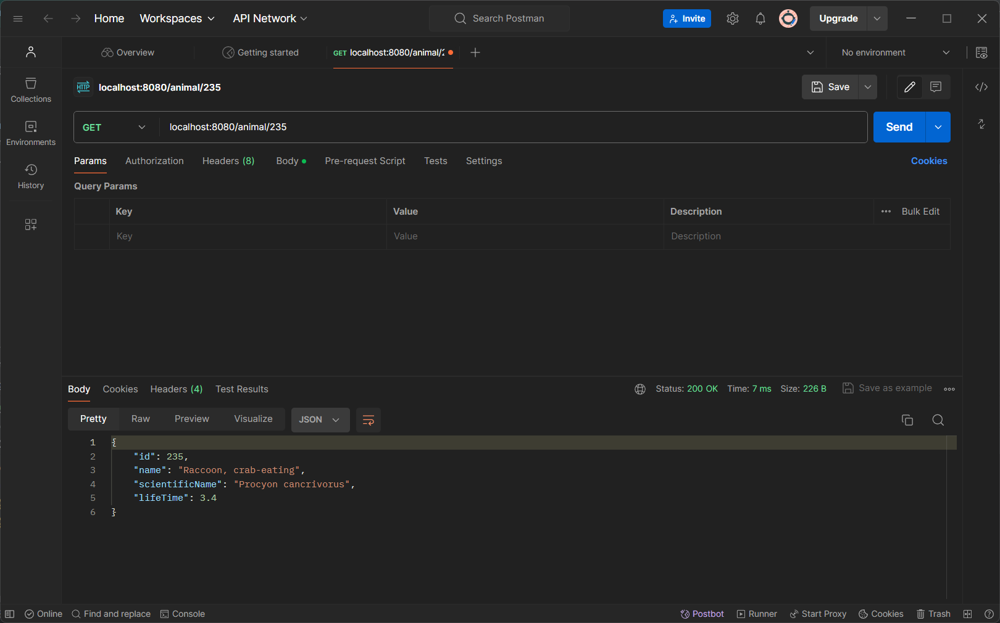 Home Workspaces API Network Search Postman Invite Upgrade
Overview Getting started GET localhost:8080/animal/2 No environment
HTTP localhost:8080/animal/235 Save
Collections
GET localhost:8080/animal/235 Send
Environments
Params Authorization Headers (8) Body Pre-request Script Tests Settings Cookies
History
Query Params
Key Value Description Bulk Edit
Key Value Description
Body Cookies Headers (4) Test Results Status: 200 OK Time: 7 ms Size: 226 B Save as example
Pretty Raw Preview Visualize JSON
1 {
2 "id": 235,
3 "name": "Raccoon, crab-eating",
4 "scientificName": "Procyon cancrivorus",
5 "lifeTime": 3.4
6 }
Online Find and replace Console Postbot Runner Start Proxy Cookies Trash